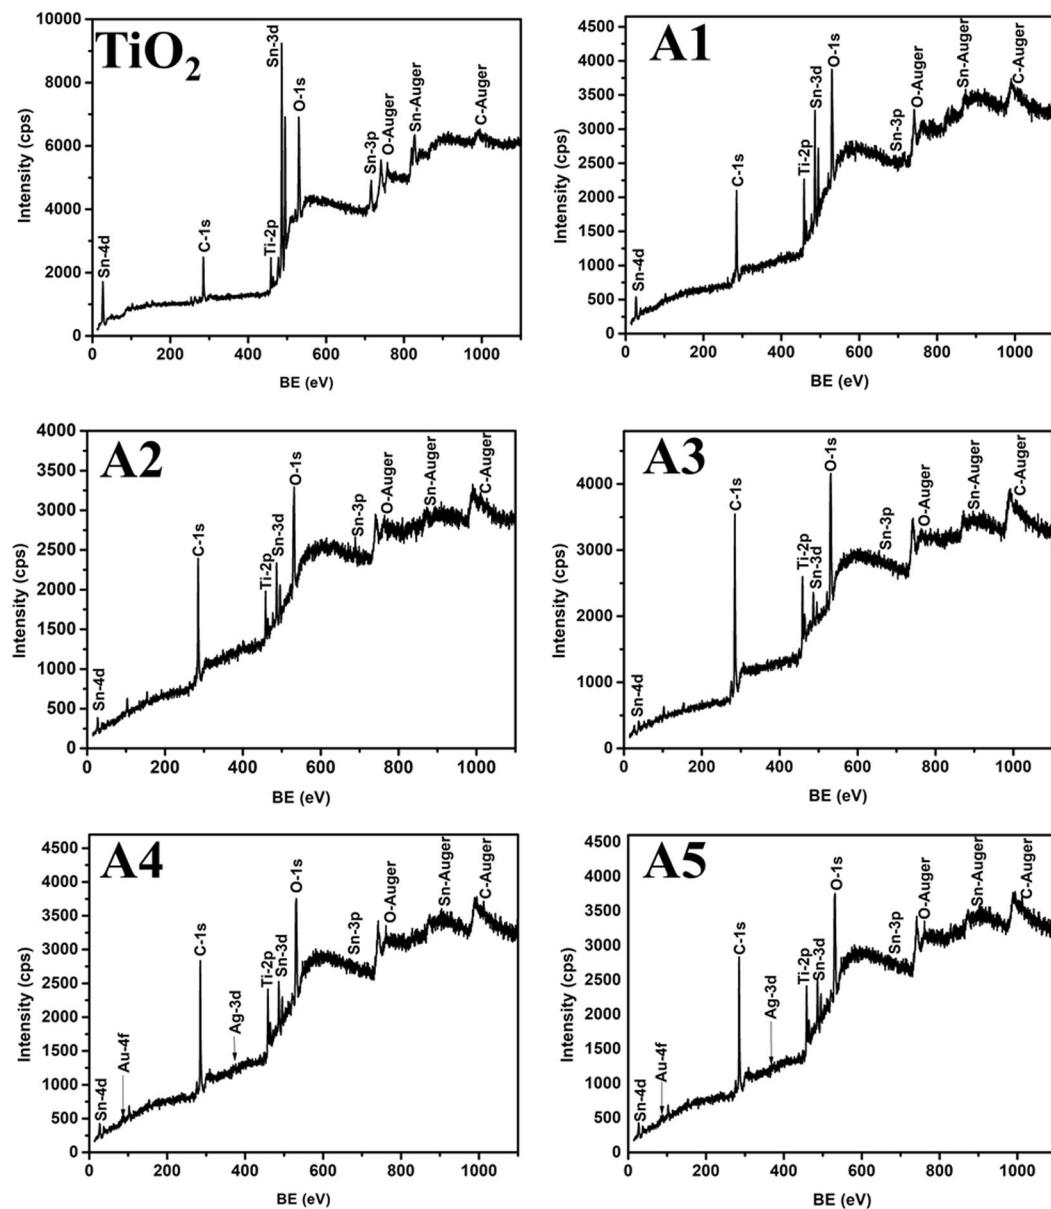 TiO2
Sn-4d
C-1s
Ti-2p
Sn-3d
O-1s
Sn-3p
O-Auger
Sn-Auger
C-Auger
Intensity (cps)
10000
8000
6000
4000
2000
0
0 200 400 600 800 1000
BE (eV)
A1
Sn-4d
C-1s
Ti-2p
Sn-3d
O-1s
Sn-3p
O-Auger
Sn-Auger
C-Auger
Intensity (cps)
4500
4000
3500
3000
2500
2000
1500
1000
500
0
0 200 400 600 800 1000
BE (eV)
A2
Sn-4d
C-1s
Ti-2p
Sn-3d
O-1s
Sn-3p
O-Auger
Sn-Auger
C-Auger
Intensity (cps)
4000
3500
3000
2500
2000
1500
1000
500
0
0 200 400 600 800 1000
BE (eV)
A3
Sn-4d
C-1s
Ti-2p
Sn-3d
O-1s
Sn-3p
O-Auger
Sn-Auger
C-Auger
Intensity (cps)
4000
3000
2000
1000
0
0 200 400 600 800 1000
BE (eV)
A4
Sn-4d
Au-4f
C-1s
Ag-3d
Ti-2p
Sn-3d
O-1s
Sn-3p
O-Auger
Sn-Auger
C-Auger
Intensity (cps)
4500
4000
3500
3000
2500
2000
1500
1000
500
0
0 200 400 600 800 1000
BE (eV)
A5
Sn-4d
Au-4f
C-1s
Ag-3d
Ti-2p
Sn-3d
O-1s
Sn-3p
O-Auger
Sn-Auger
C-Auger
Intensity (cps)
4500
4000
3500
3000
2500
2000
1500
1000
500
0
0 200 400 600 800 1000
BE (eV)